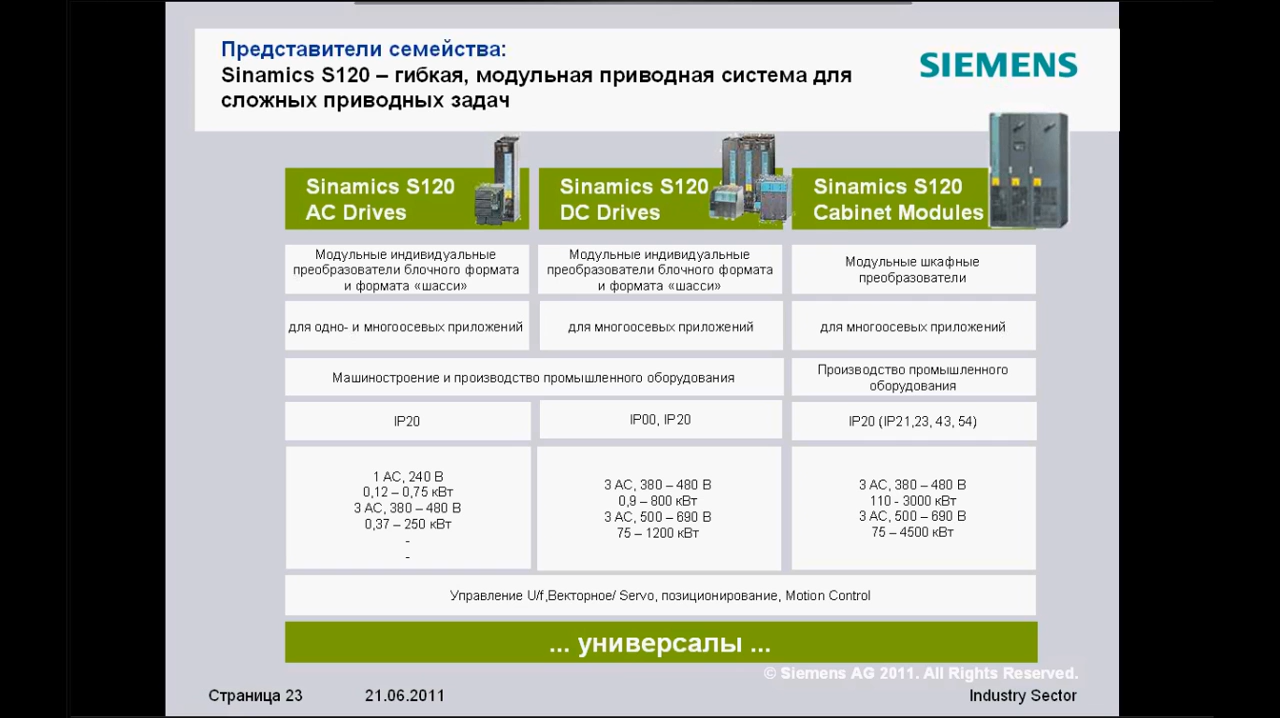 Представители семейства:
Sinamics S120 – гибкая, модульная приводная система для
сложных приводных задач
SIEMENS
Sinamics S120
AC Drives
Sinamics S120
DC Drives
Sinamics S120
Cabinet Modules
Модульные индивидуальные
преобразователи блочного формата
и формата «шасси»
Модульные индивидуальные
преобразователи блочного формата
и формата «шасси»
Модульные шкафные
преобразователи
для одно- и многоосевых приложений
для многоосевых приложений
для многоосевых приложений
Машиностроение и производство промышленного оборудования
Производство промышленного
оборудования
IP20
IP00, IP20
IP20 (IP21,23, 43, 54)
1 AC, 240 В
0,12 – 0,75 кВт
3 AC, 380 – 480 В
0,37 – 250 кВт
-
-
3 AC, 380 – 480 В
0,9 – 800 кВт
3 AC, 500 – 690 В
75 – 1200 кВт
3 AC, 380 – 480 В
110 - 3000 кВт
3 AC, 500 – 690 В
75 – 4500 кВт
Управление U/f,Векторное/ Servo, позиционирование, Motion Control
... универсалы ...
© Siemens AG 2011. All Rights Reserved.
Страница 23
21.06.2011
Industry Sector